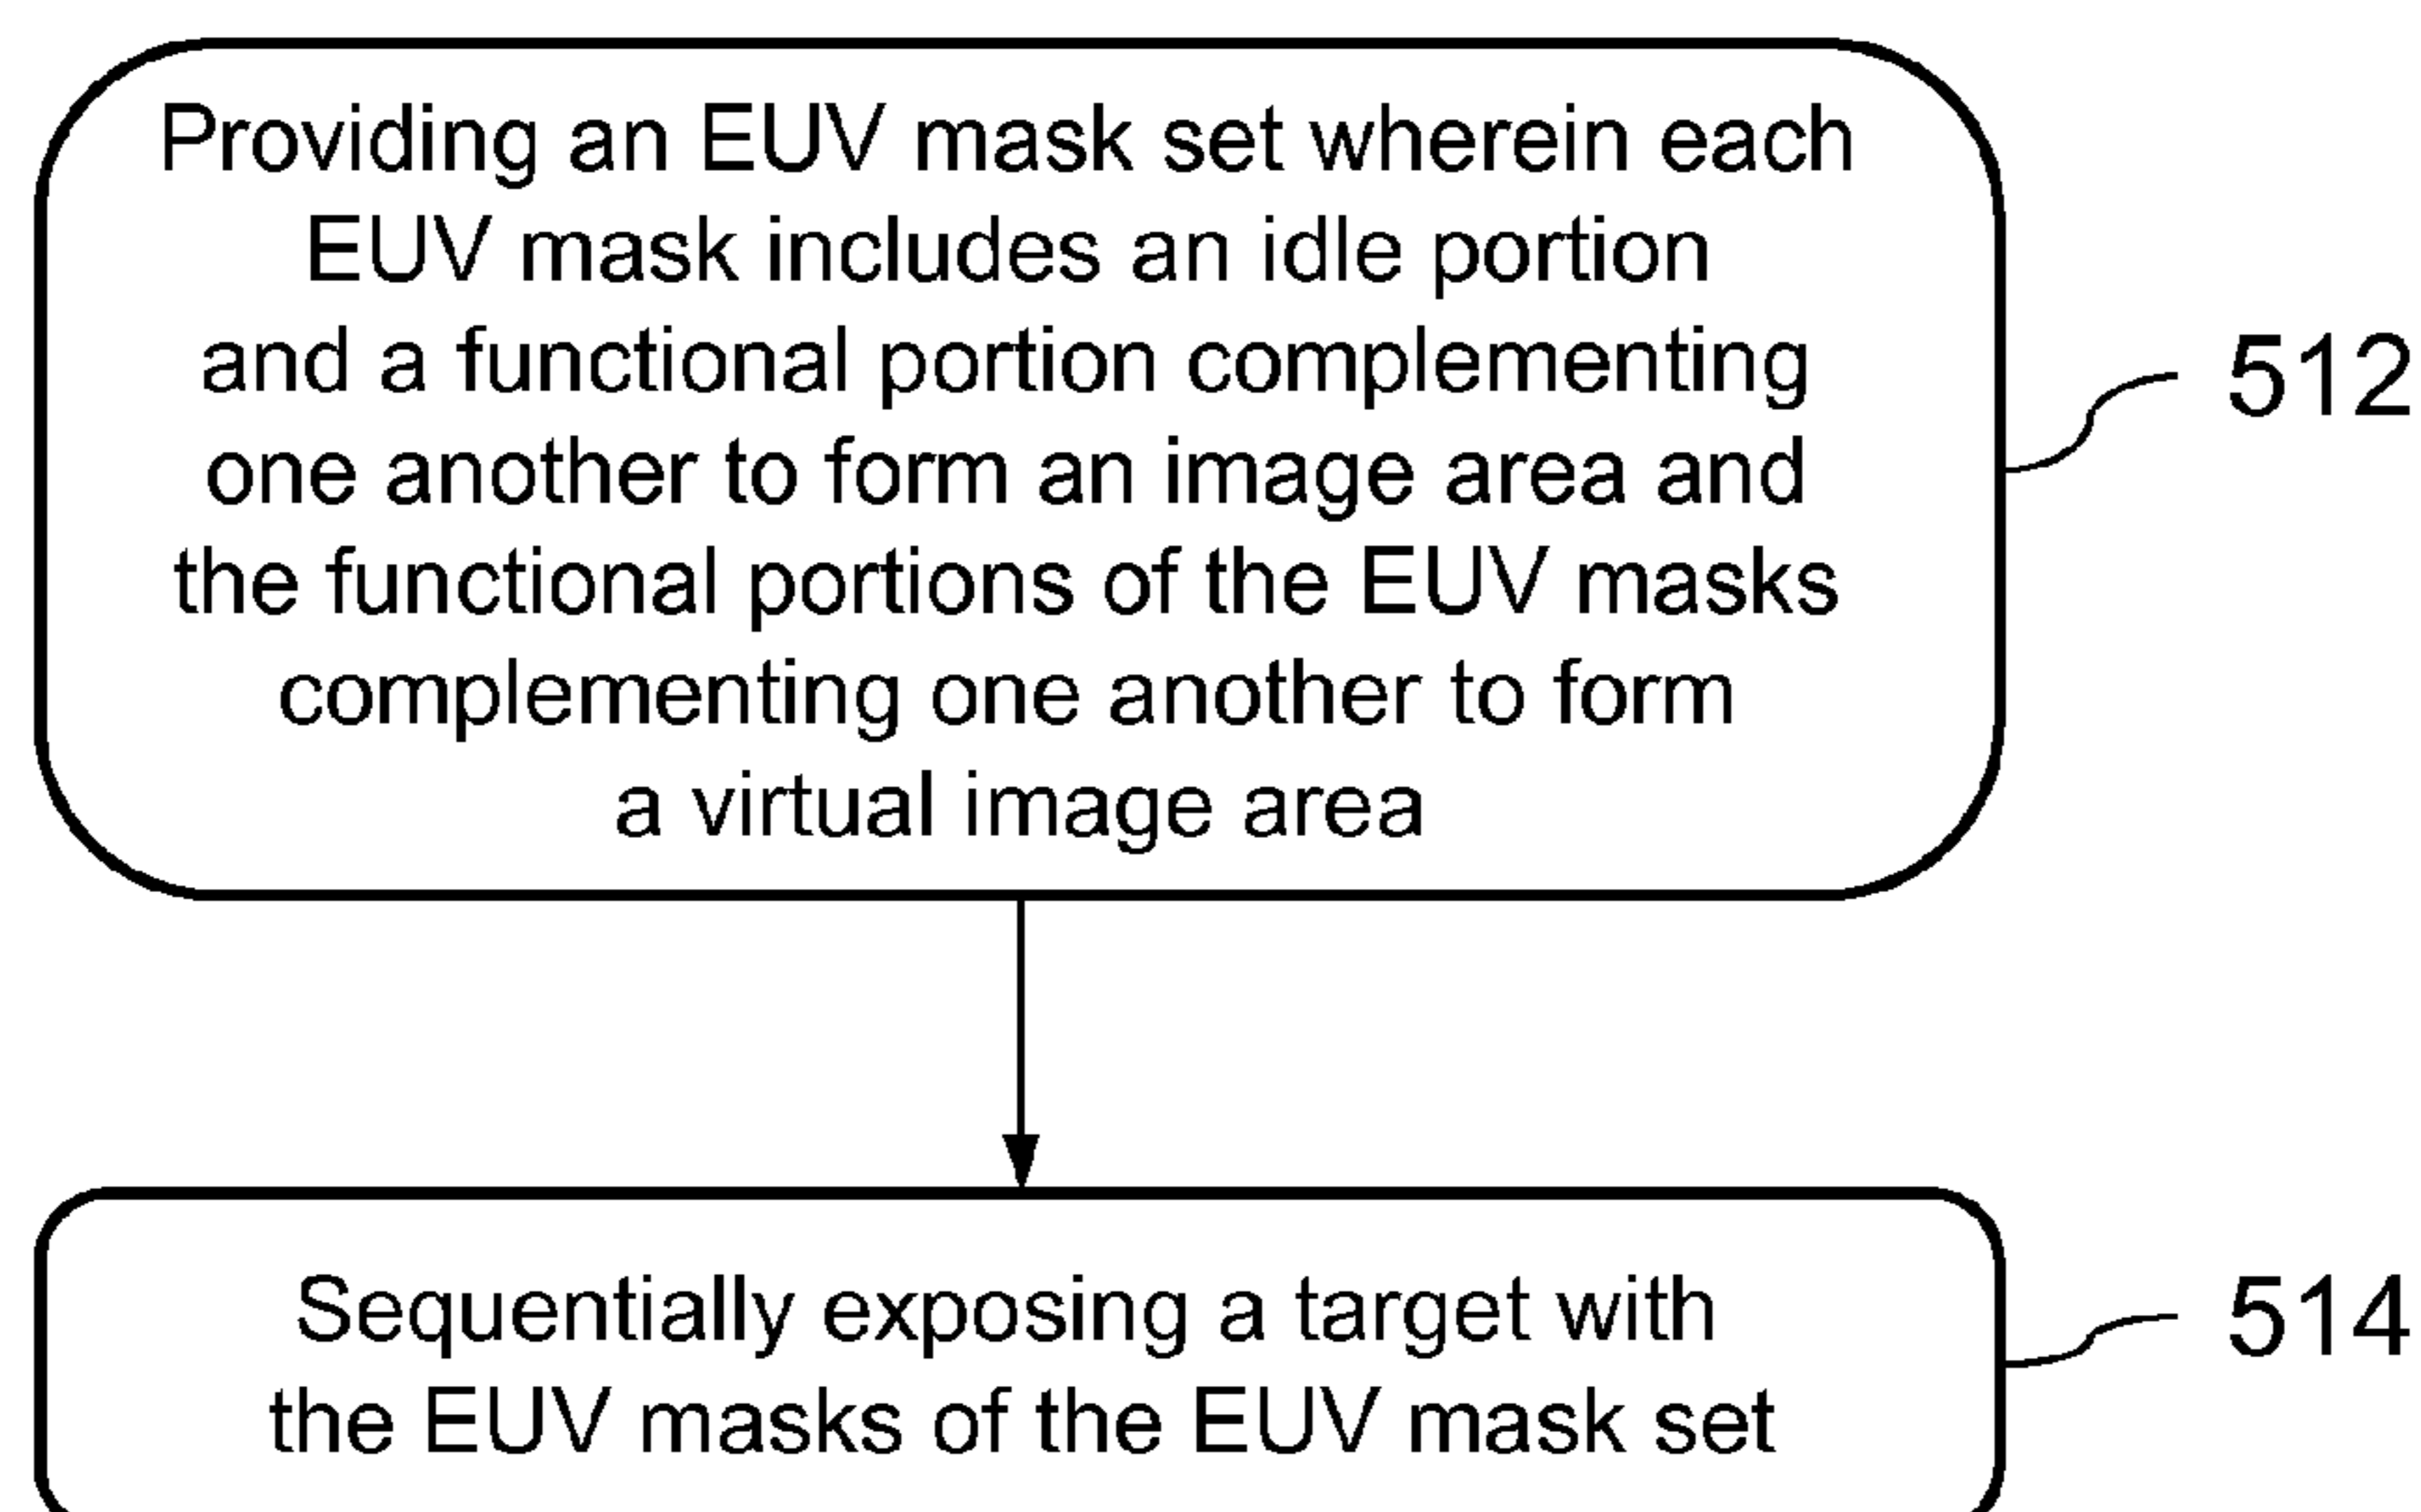 Providing an EUV mask set wherein each
EUV mask includes an idle portion
and a functional portion complementing
one another to form an image area and
the functional portions of the EUV masks
complementing one another to form
a virtual image area
512
Sequentially exposing a target with
the EUV masks of the EUV mask set
514